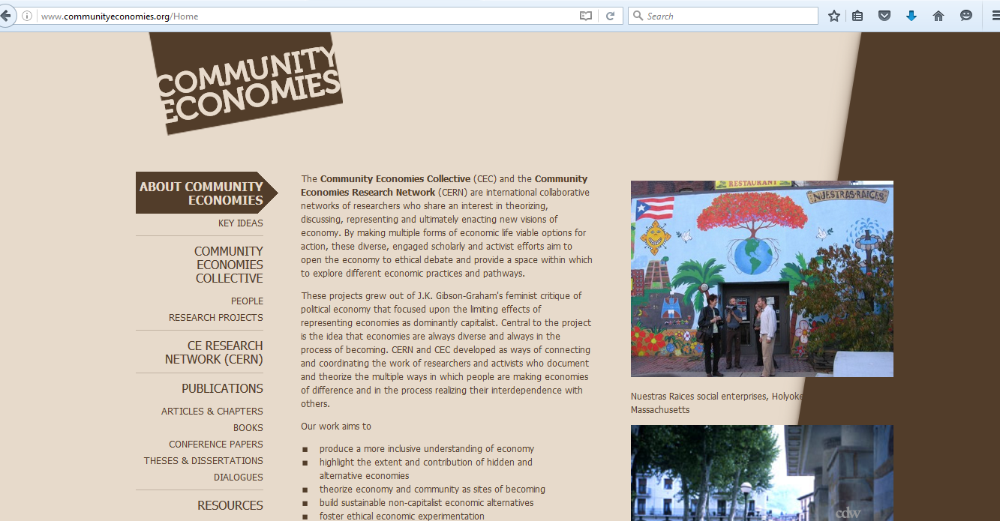 www.communityeconomies.org/Home
Search
COMMUNITY
ECONOMIES
ABOUT COMMUNITY
ECONOMIES
KEY IDEAS
COMMUNITY
ECONOMIES
COLLECTIVE
PEOPLE
RESEARCH PROJECTS
CE RESEARCH
NETWORK (CERN)
PUBLICATIONS
ARTICLES & CHAPTERS
BOOKS
CONFERENCE PAPERS
THESES & DISSERTATIONS
DIALOGUES
RESOURCES
The Community Economies Collective (CEC) and the Community
Economies Research Network (CERN) are international collaborative
networks of researchers who share an interest in theorizing,
discussing, representing and ultimately enacting new visions of
economy. By making multiple forms of economic life viable options for
action, these diverse, engaged scholarly and activist efforts aim to
open the economy to ethical debate and provide a space within which
to explore different economic practices and pathways.
These projects grew out of J.K. Gibson-Graham's feminist critique of
political economy that focused upon the limiting effects of
representing economies as dominantly capitalist. Central to the project
is the idea that economies are always diverse and always in the
process of becoming. CERN and CEC developed as ways of connecting
and coordinating the work of researchers and activists who document
and theorize the multiple ways in which people are making economies
of difference and in the process realizing their interdependence with
others.
Our work aims to
■ produce a more inclusive understanding of economy
■ highlight the extent and contribution of hidden and
alternative economies
■ theorize economy and community as sites of becoming
■ build sustainable non-capitalist economic alternatives
■ foster ethical economic experimentation
RESTAURANT
NUESTRAS-RAICES
Nuestras Raices social enterprises, Holyoke
Massachusetts
cdw